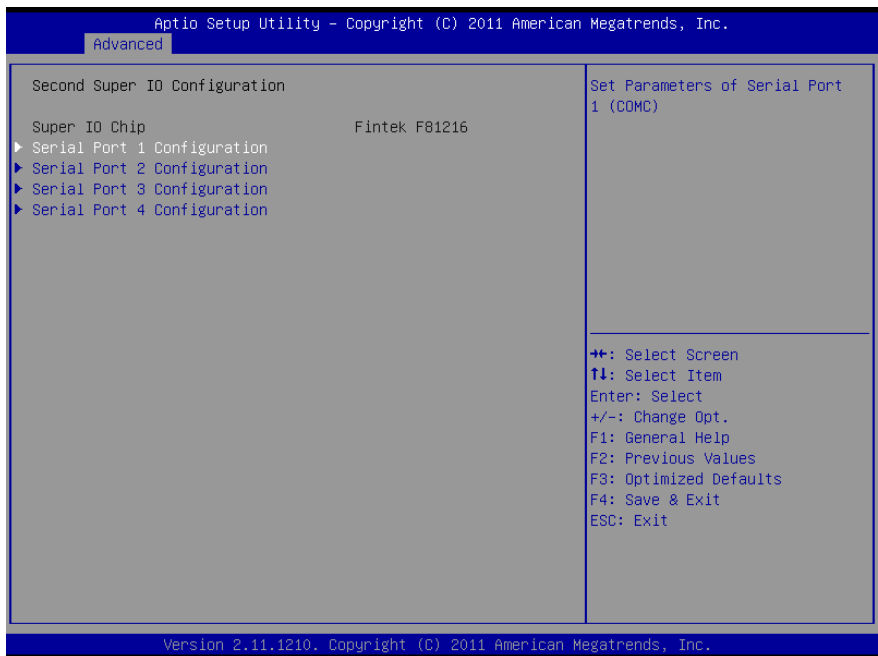 Aptio Setup Utility – Copyright (C) 2011 American Megatrends, Inc.
Advanced
Second Super IO Configuration
Super IO Chip Fintek F81216
▶ Serial Port 1 Configuration
▶ Serial Port 2 Configuration
▶ Serial Port 3 Configuration
▶ Serial Port 4 Configuration
Set Parameters of Serial Port
1 (COMC)
→←: Select Screen
↑↓: Select Item
Enter: Select
+/-: Change Opt.
F1: General Help
F2: Previous Values
F3: Optimized Defaults
F4: Save & Exit
ESC: Exit
Version 2.11.1210. Copyright (C) 2011 American Megatrends, Inc.